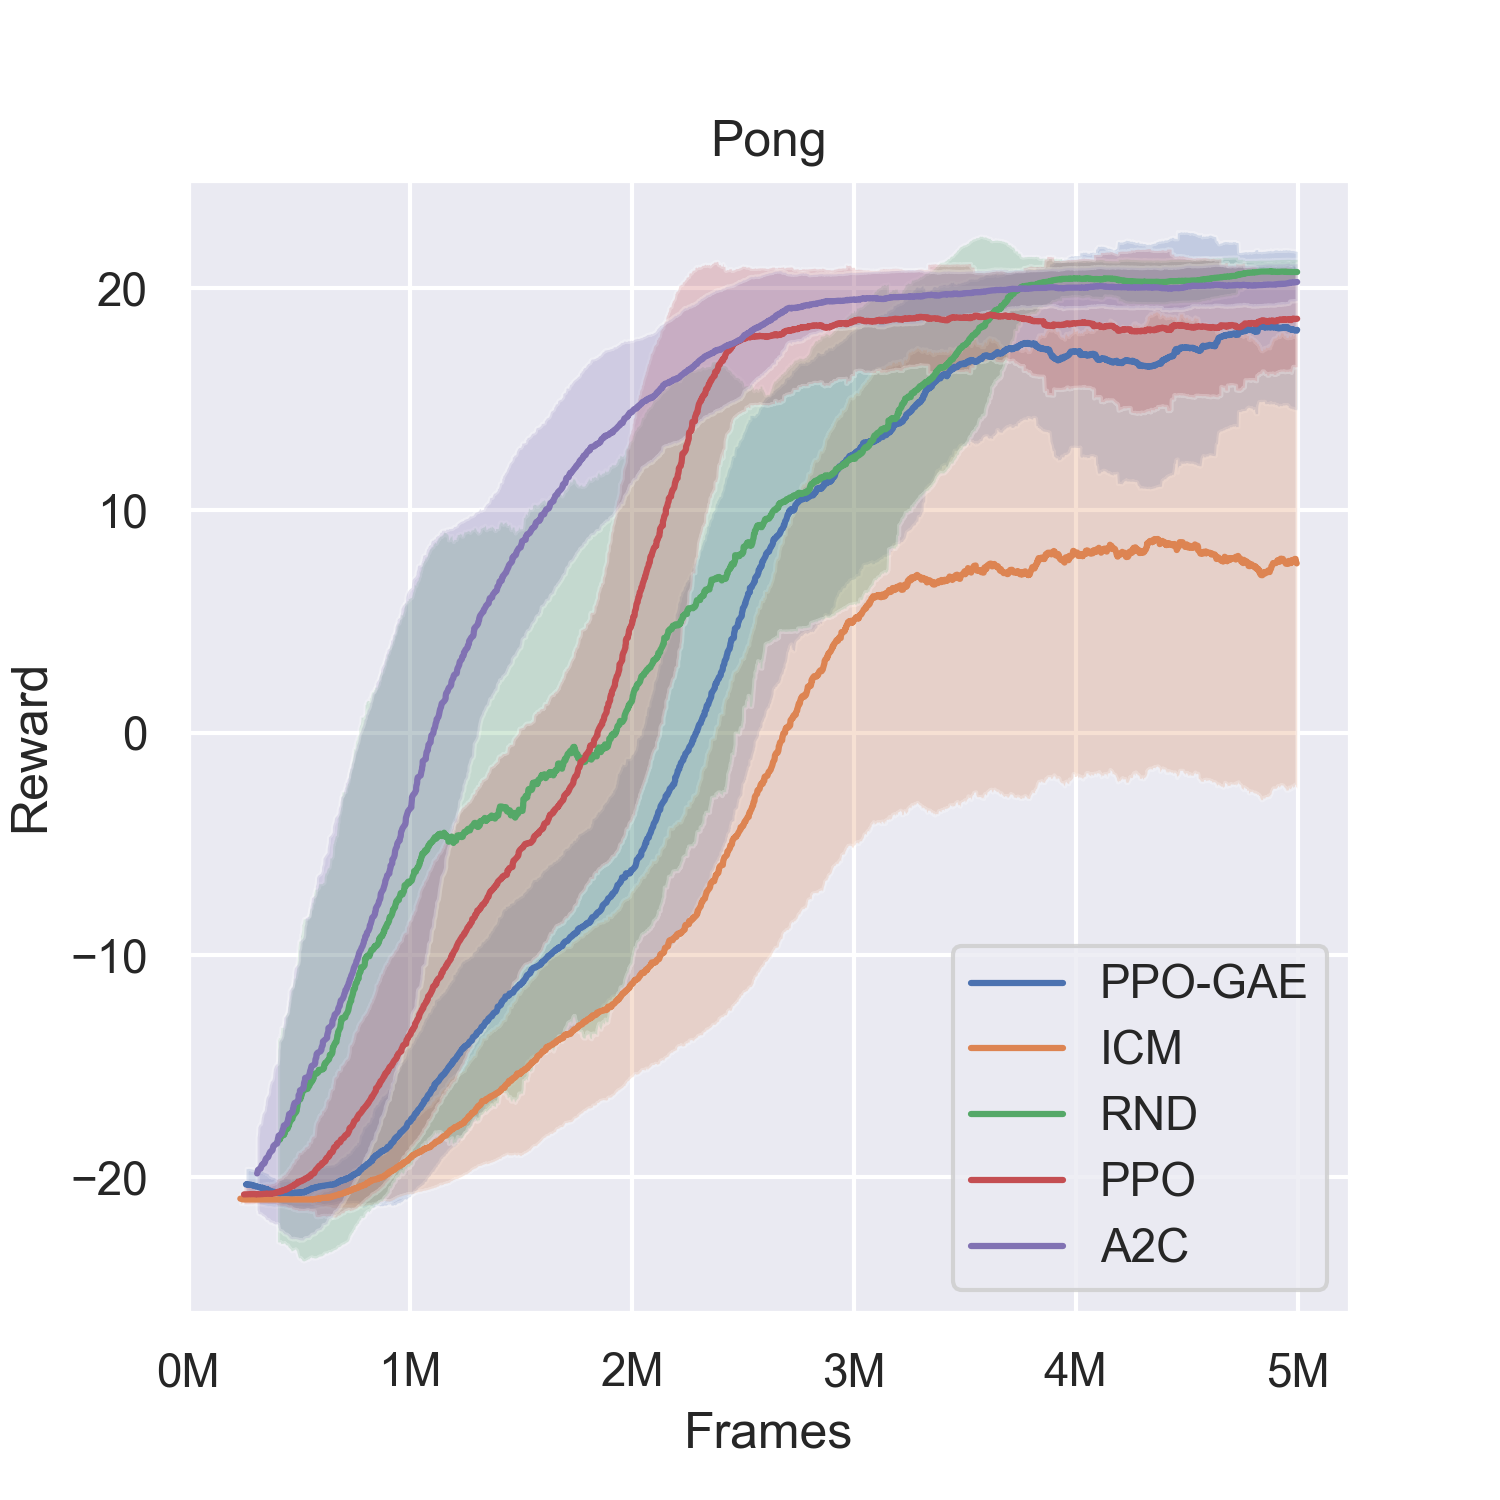 Pong
20
10
0
−10
−20
Reward
0M 1M 2M 3M 4M 5M
Frames
PPO-GAE
ICM
RND
PPO
A2C